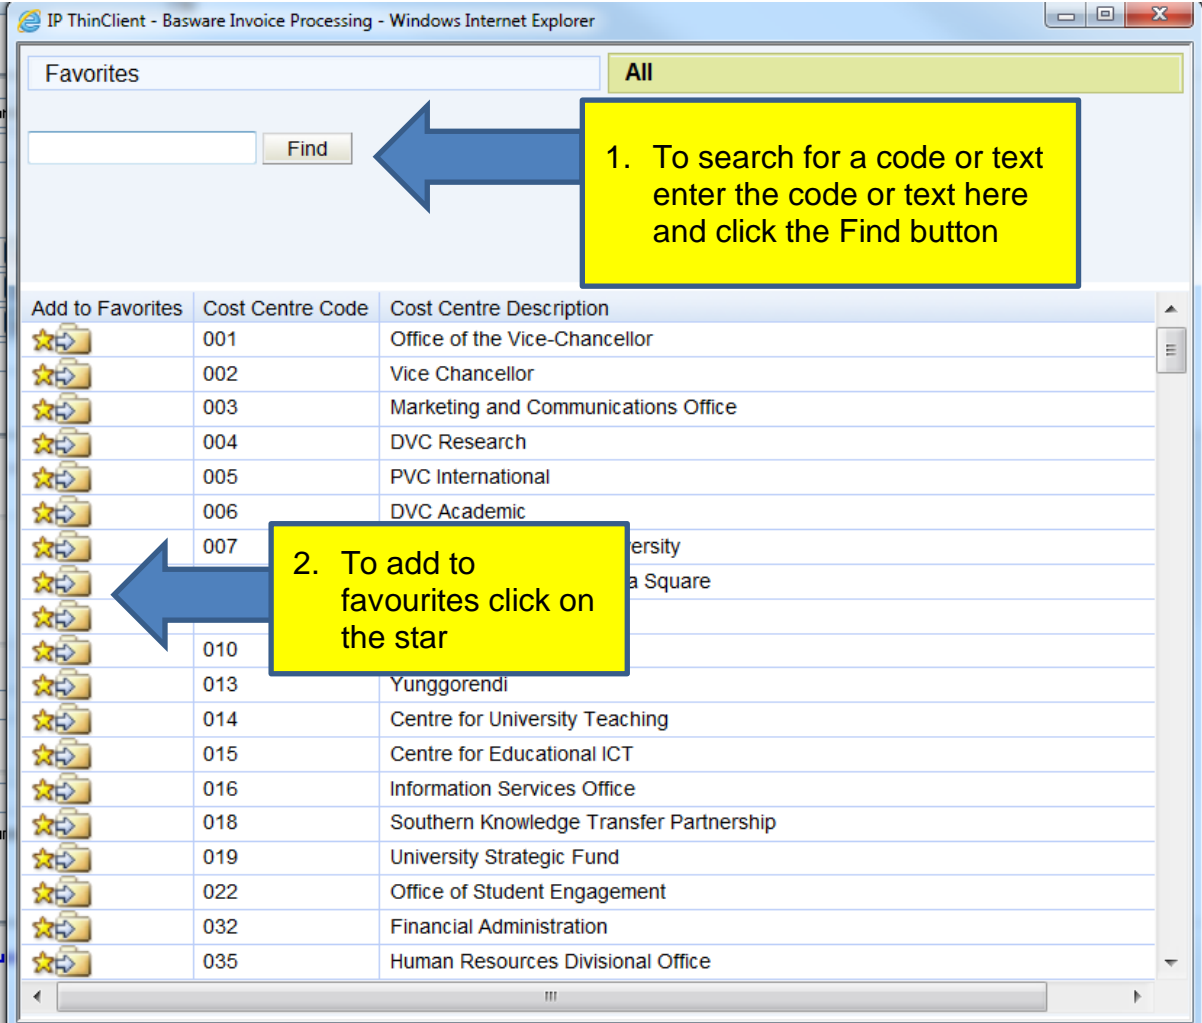 IP ThinClient - Basware Invoice Processing - Windows Internet Explorer
Favorites All
Find
1. To search for a code or text
enter the code or text here
and click the Find button
Add to Favorites Cost Centre Code Cost Centre Description
001 Office of the Vice-Chancellor
002 Vice Chancellor
003 Marketing and Communications Office
004 DVC Research
005 PVC International
006 DVC Academic
007
2. To add to
favourites click on
the star
a Square
010
013 Yunggorendi
014 Centre for University Teaching
015 Centre for Educational ICT
016 Information Services Office
018 Southern Knowledge Transfer Partnership
019 University Strategic Fund
022 Office of Student Engagement
032 Financial Administration
035 Human Resources Divisional Office